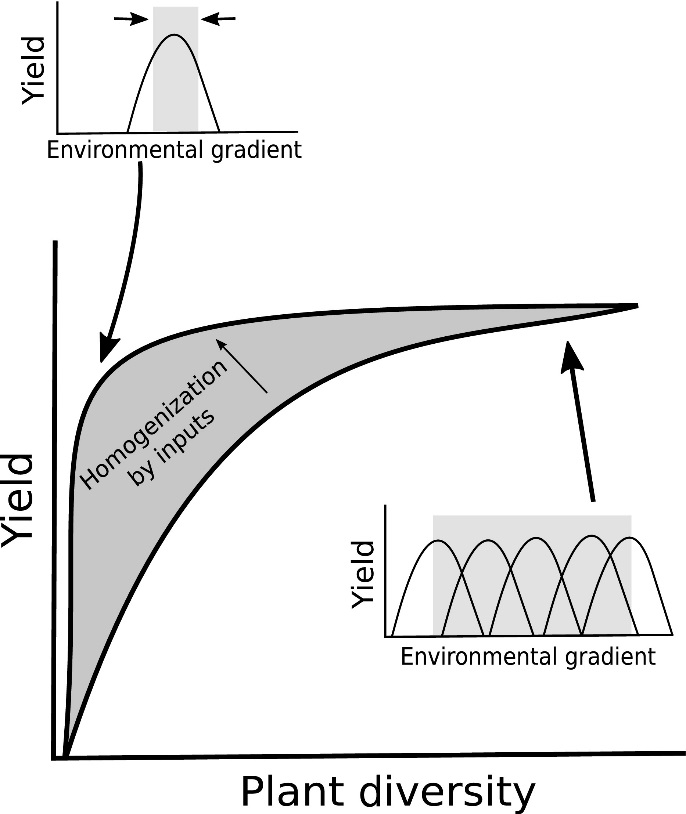 Yield
Environmental gradient
Homogenization
by inputs
Yield
Yield
Environmental gradient
Plant diversity